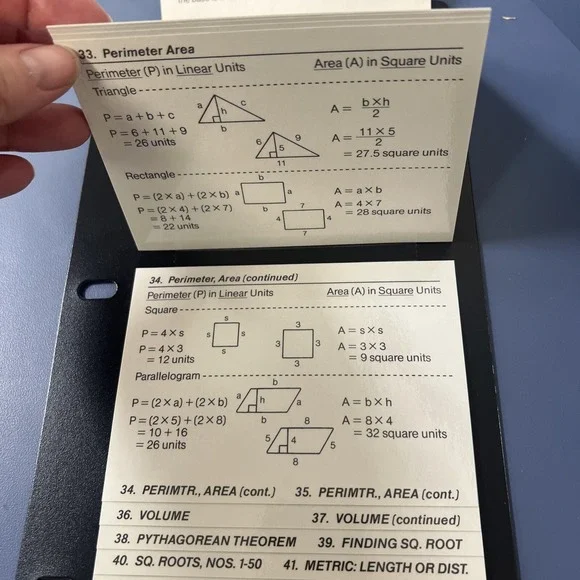 33. Perimeter Area
Perimeter (P) in Linear Units Area (A) in Square Units
Triangle
P = a + b + c a h c b A = b × h / 2
P = 6 + 11 + 9 6 5 9 11 A = 11 × 5 / 2
= 26 units = 27.5 square units
Rectangle
P = (2 × a) + (2 × b) a b a b A = a × b
P = (2 × 4) + (2 × 7) 4 7 4 7 A = 4 × 7
= 8 + 14 = 28 square units
= 22 units
34. Perimeter, Area (continued)
Perimeter (P) in Linear Units Area (A) in Square Units
Square
P = 4 × s s s s s A = s × s
P = 4 × 3 3 3 3 3 A = 3 × 3
= 12 units = 9 square units
Parallelogram
P = (2 × a) + (2 × b) a b h a b A = b × h
P = (2 × 5) + (2 × 8) 5 8 4 5 8 A = 8 × 4
= 10 + 16 = 32 square units
= 26 units
34. PERIMTR., AREA (cont.) 35. PERIMTR., AREA (cont.)
36. VOLUME 37. VOLUME (continued)
38. PYTHAGOREAN THEOREM 39. FINDING SQ. ROOT
40. SQ. ROOTS, NOS. 1-50 41. METRIC: LENGTH OR DIST.